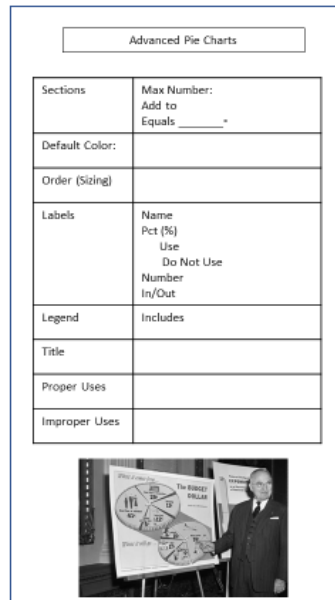 Advanced Pie Charts
Sections
Max Number:
Add to
Equals _______"
Default Color:
Order (Sizing)
Labels
Name
Pct (%)
Use
Do Not Use
Number
In/Out
Legend
Includes
Title
Proper Uses
Improper Uses
The BUDGET
DOLLAR